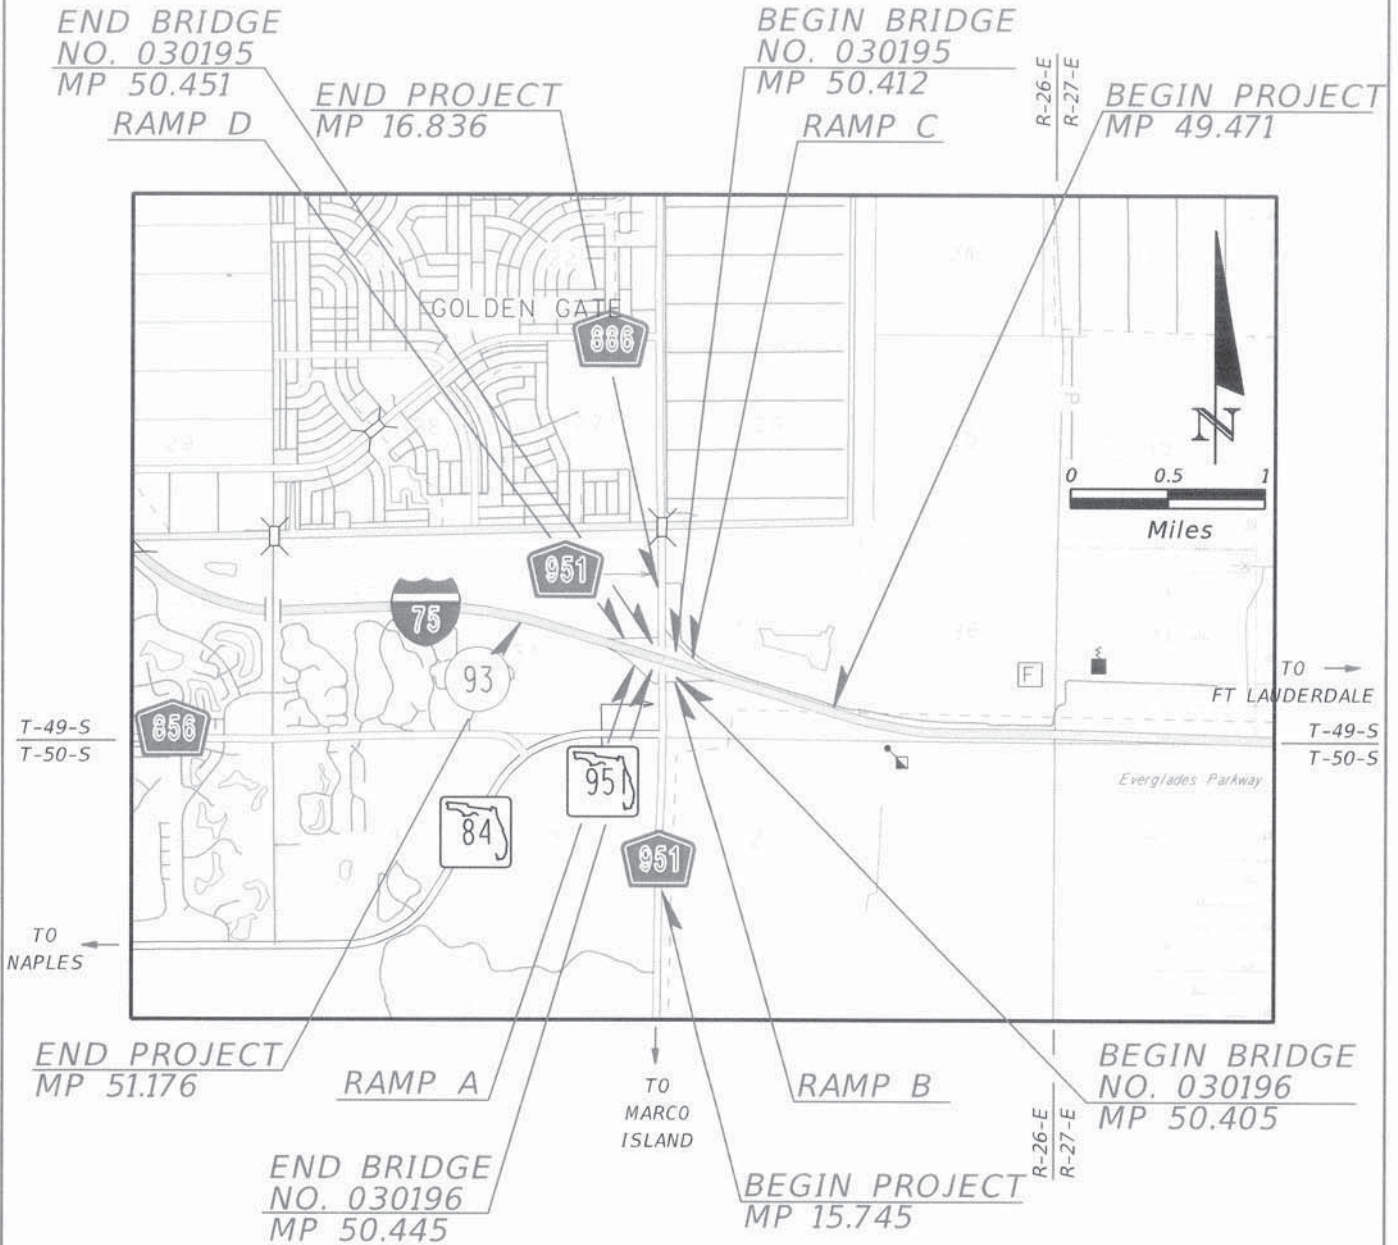 END BRIDGE
NO. 030195
MP 50.451
BEGIN BRIDGE
NO. 030195
MP 50.412
END PROJECT
MP 16.836
BEGIN PROJECT
MP 49.471
RAMP D
RAMP C
R-26-E
R-27-E
GOLDEN GATE
886
N
0 0.5 1
Miles
951
75
93
F
TO
FT LAUDERDALE
856
T-49-S
T-50-S
T-49-S
T-50-S
951
84
Everglades Parkway
951
TO
NAPLES
END PROJECT
MP 51.176
RAMP A
TO
MARCO
ISLAND
RAMP B
BEGIN BRIDGE
NO. 030196
MP 50.405
R-26-E
R-27-E
END BRIDGE
NO. 030196
MP 50.445
BEGIN PROJECT
MP 15.745